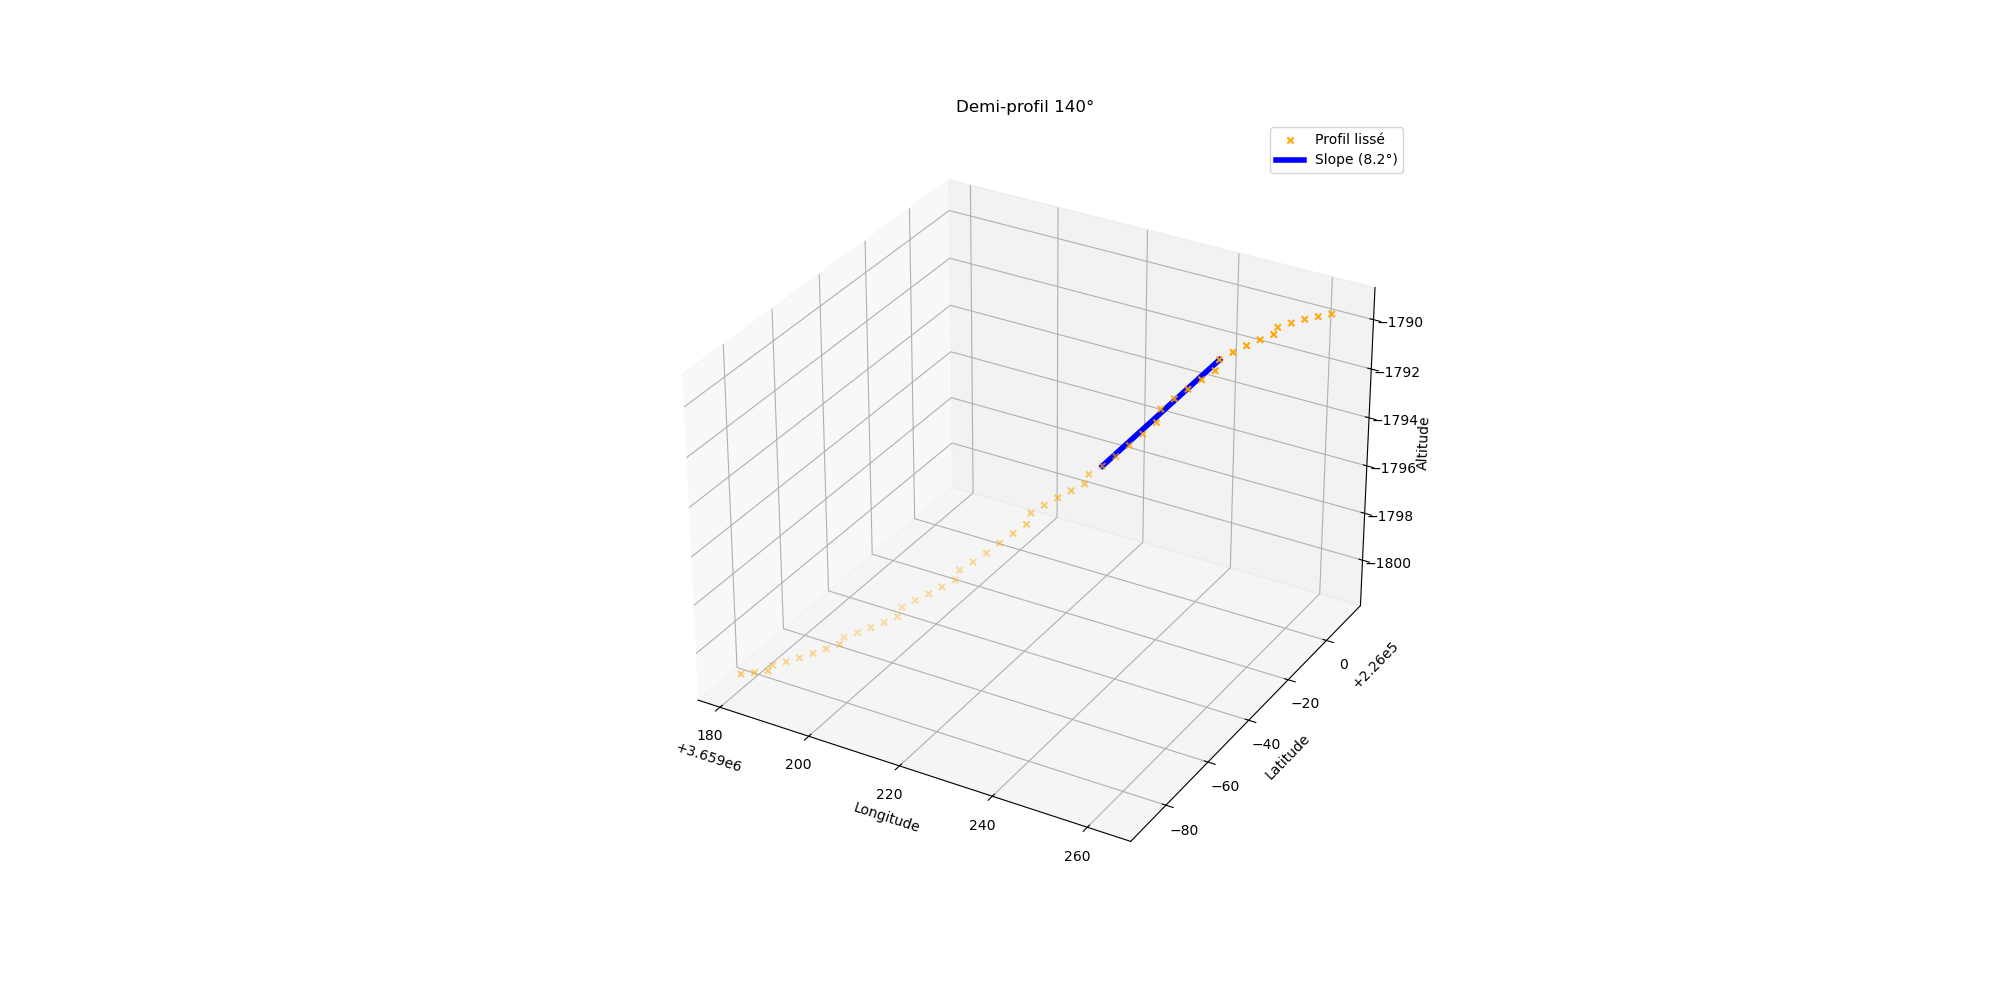 Demi-profil 140°
Profil lissé
Slope (8.2°)
−1790
−1792
−1794
−1796
−1798
−1800
Altitude
0
−20
−40
−60
−80
+2.26e5
Latitude
180
200
220
240
260
+3.659e6
Longitude